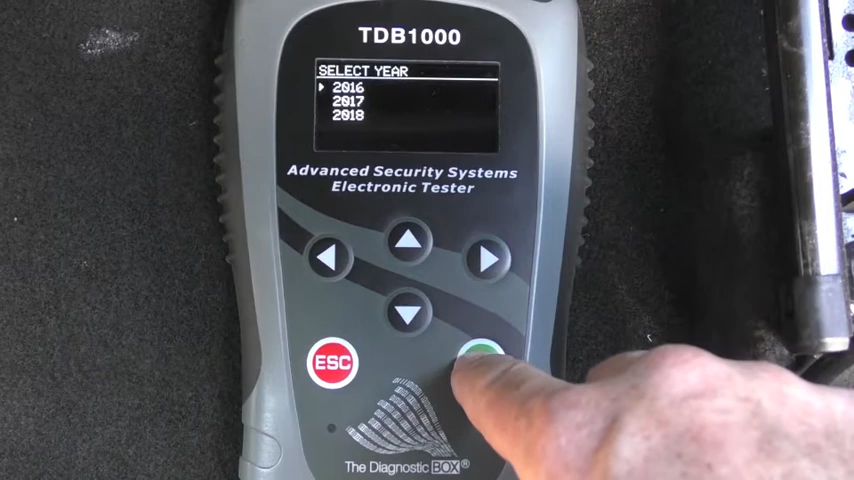 TDB1000
SELECT YEAR
2016
2017
2018
Advanced Security Systems
Electronic Tester
ESC
The Diagnostic BOX®